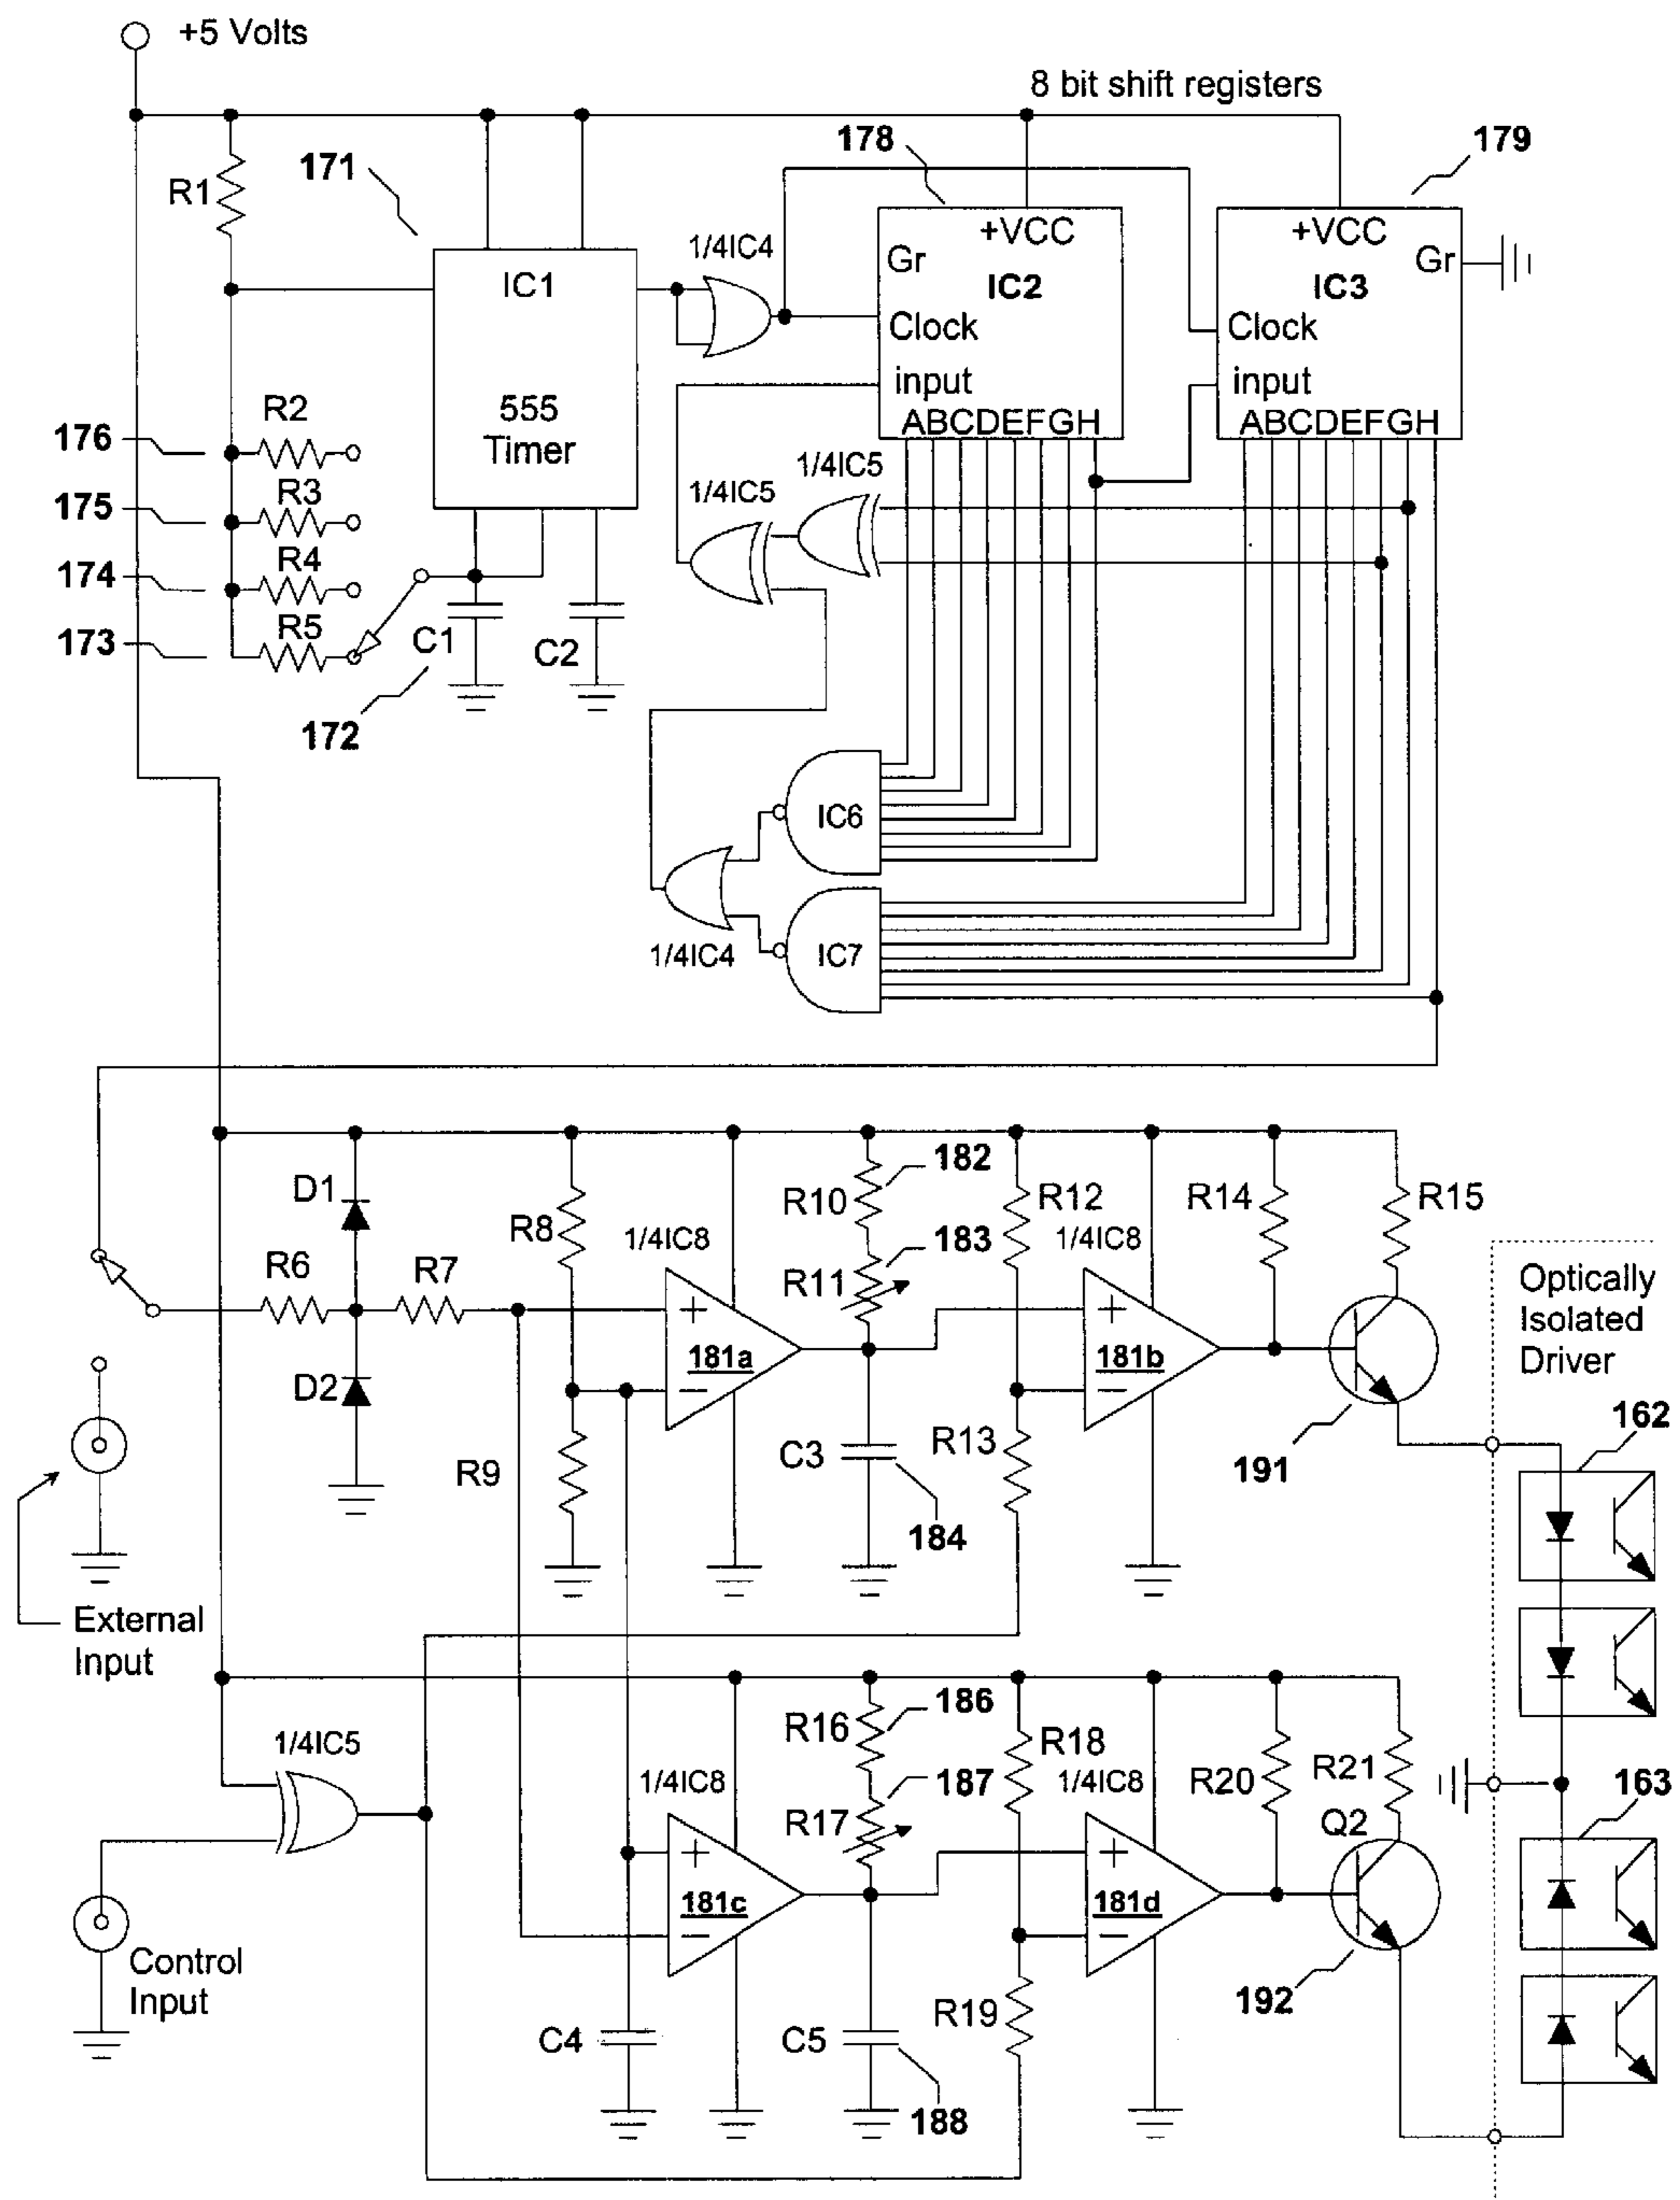 +5 Volts
8 bit shift registers
171
178
179
R1
1/4IC4
+VCC
Gr
IC2
Clock
input
ABCDEFGH
+VCC
Gr
IC3
Clock
input
ABCDEFGH
IC1
555
Timer
176
R2
175
R3
174
R4
173
R5
C1
C2
172
1/4IC5
1/4IC5
IC6
1/4IC4
IC7
D1
R8
1/4IC8
R10
182
R11
183
R12
1/4IC8
R14
R15
R6
R7
D2
181a
181b
Optically
Isolated
Driver
162
R9
C3
184
R13
191
External
Input
1/4IC5
1/4IC8
R16
186
R17
187
R18
1/4IC8
R20
R21
Q2
163
181c
181d
Control
Input
C4
C5
188
R19
192